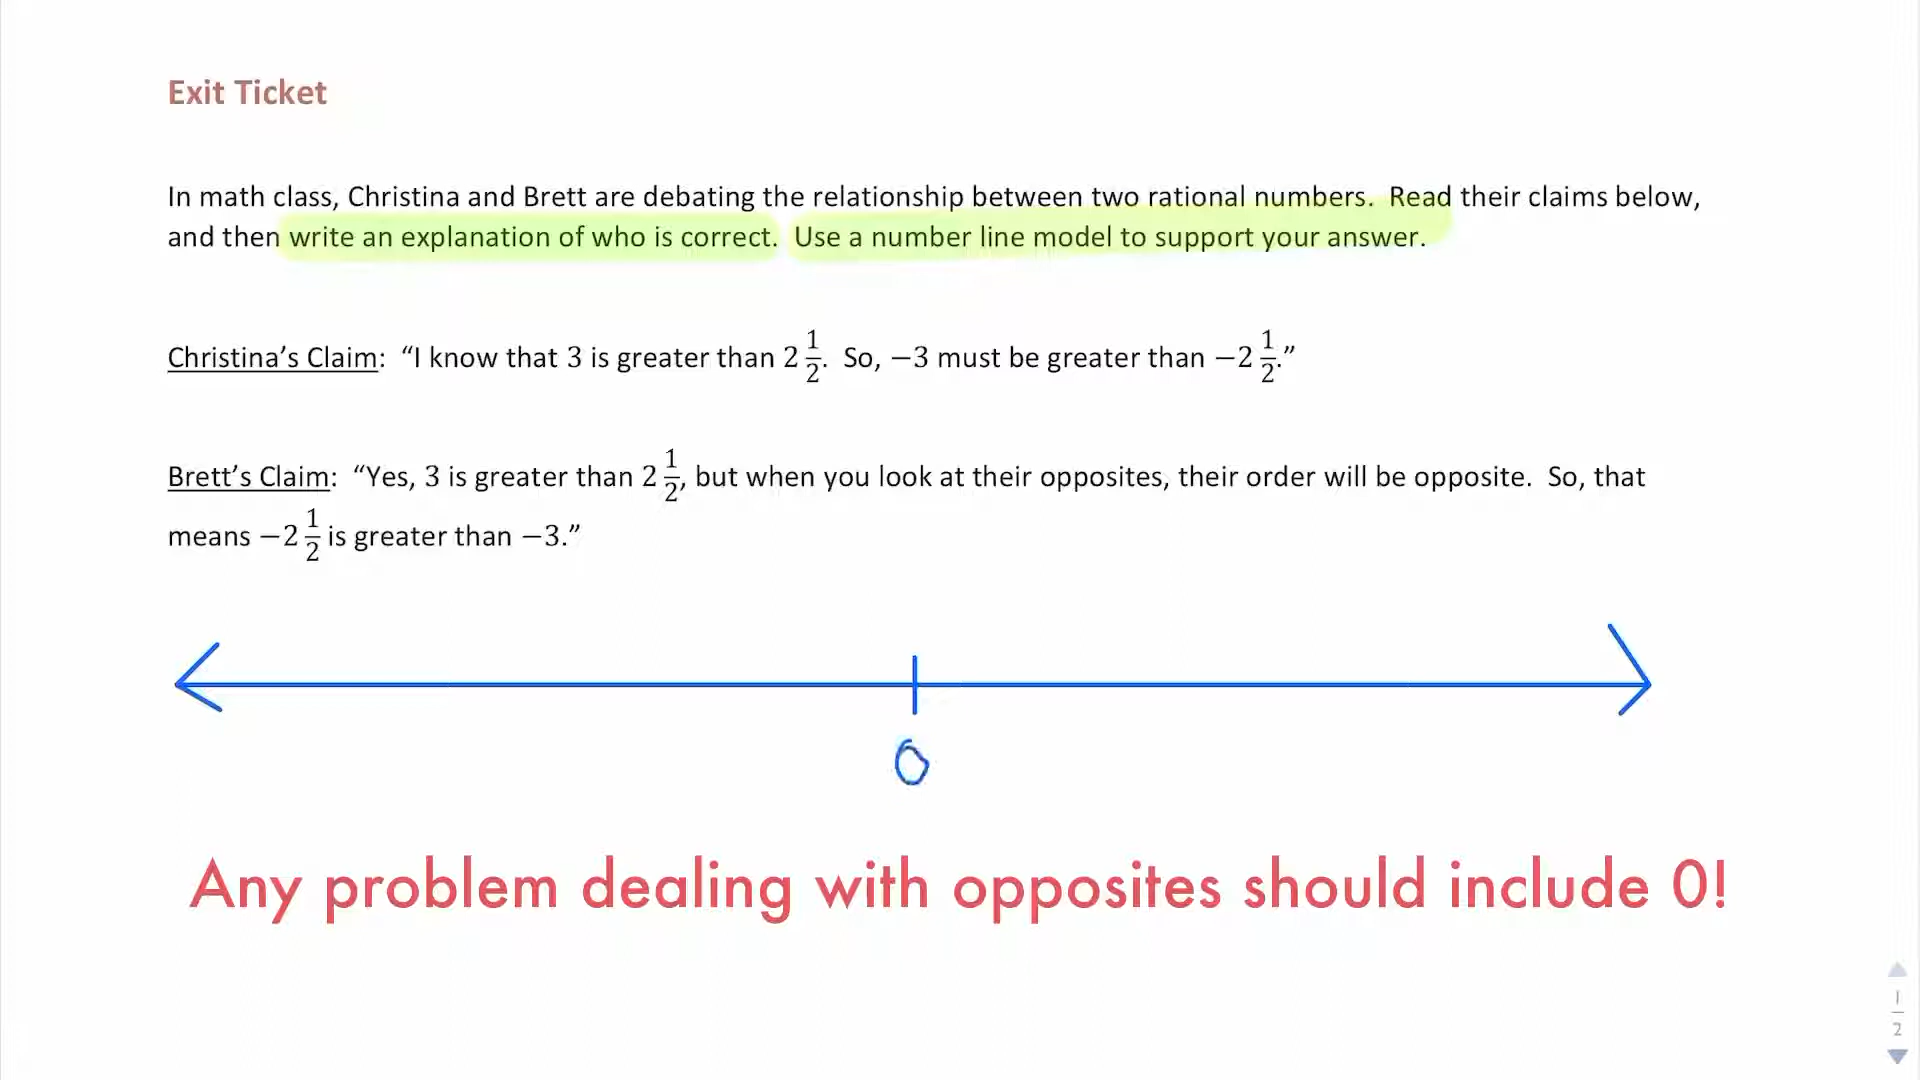 Exit Ticket
In math class, Christina and Brett are debating the relationship between two rational numbers.  Read their claims below,
and then write an explanation of who is correct.  Use a number line model to support your answer.
Christina’s Claim:  “I know that 3 is greater than 2 1/2.  So, −3 must be greater than −2 1/2.”
Brett’s Claim:  “Yes, 3 is greater than 2 1/2, but when you look at their opposites, their order will be opposite.  So, that
means −2 1/2 is greater than −3.”
0
Any problem dealing with opposites should include 0!
1
2